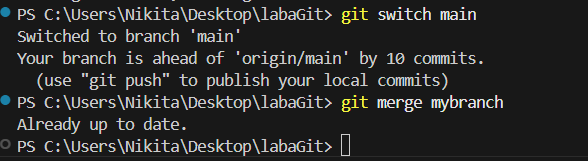 PS C:\Users\Nikita\Desktop\labaGit> git switch main
Switched to branch 'main'
Your branch is ahead of 'origin/main' by 10 commits.
  (use "git push" to publish your local commits)
PS C:\Users\Nikita\Desktop\labaGit> git merge mybranch
Already up to date.
PS C:\Users\Nikita\Desktop\labaGit>